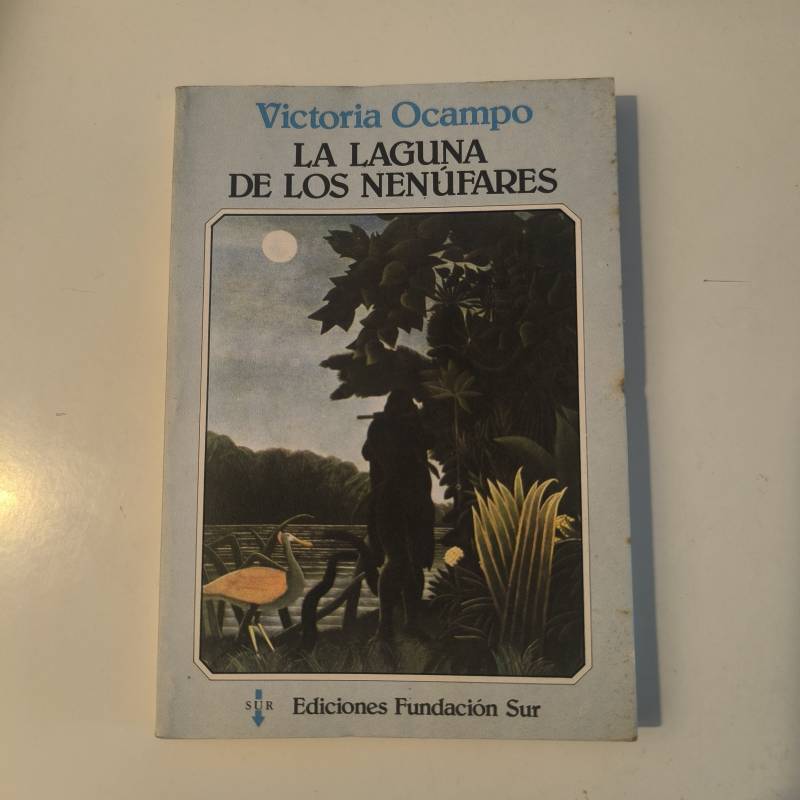 Victoria Ocampo
LA LAGUNA
DE LOS NENÚFARES
SUR
Ediciones Fundación Sur